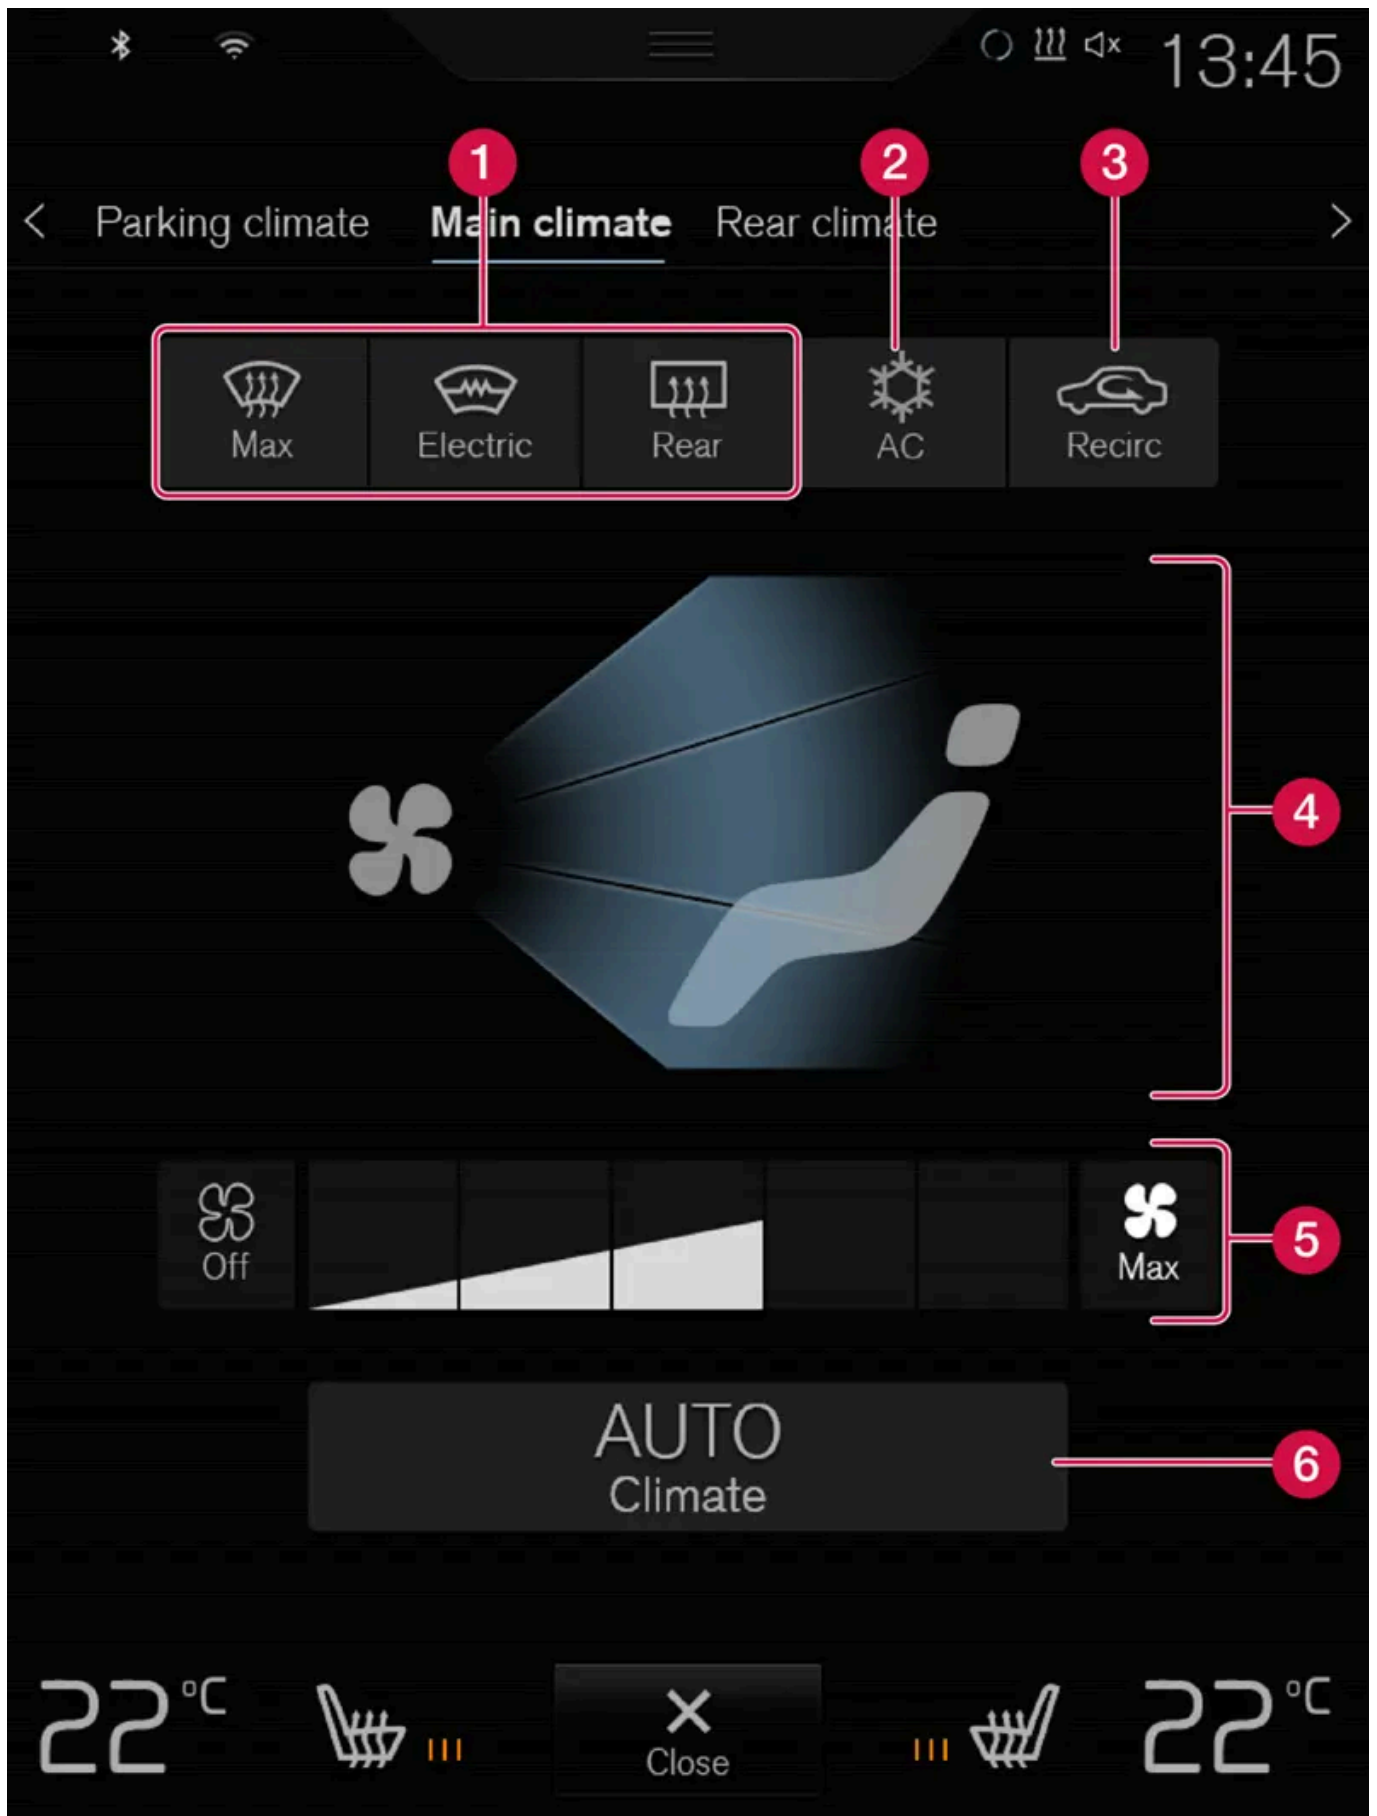 13:45
1 2 3
Parking climate Main climate Rear climate
Max Electric Rear AC Recirc
4
Off Max
5
AUTO
Climate
6
22 °C 22 °C
Close